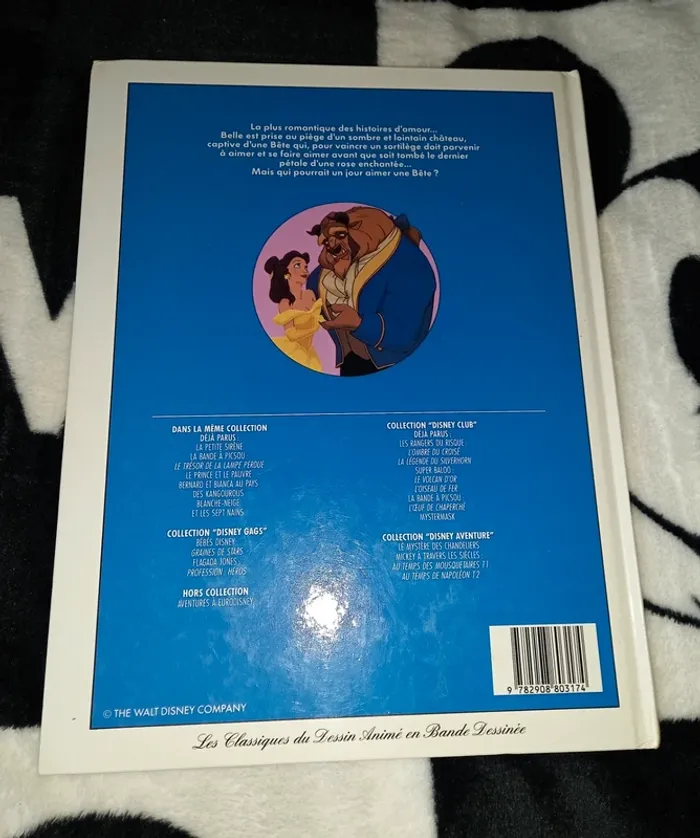 La plus romantique des histoires d'amour...
Belle est prise au piège d'un sombre et lointain château,
captive d'une Bête qui, pour vaincre un sortilège doit parvenir
à aimer et se faire aimer avant que soit tombé le dernier
pétale d'une rose enchantée...
Mais qui pourrait un jour aimer une Bête ?
DANS LA MÊME COLLECTION
DÉJÀ PARUS :
LA PETITE SIRÈNE
LA BANDE À PICSOU
LE TRÉSOR DE LA LAMPE PERDUE
LE PRINCE ET LE PAUVRE
BERNARD ET BIANCA AU PAYS
DES KANGOUROUS
BLANCHE-NEIGE
ET LES SEPT NAINS
COLLECTION "DISNEY GAGS"
BÉBÉS DISNEY
GRAINES DE STARS
FLAGADA JONES
PROFESSION : HÉROS
HORS COLLECTION
AVENTURES À EURODISNEY
COLLECTION "DISNEY CLUB"
DÉJÀ PARUS :
LES RANGERS DU RISQUE :
L'OMBRE DU CROISÉ
LA LÉGENDE DU SILVERHORN
SUPER BALOO :
LE VOLCAN D'OR
L'OISEAU DE FER
LA BANDE À PICSOU :
L'ŒUF DE CHAPERCHÉ
MYSTERMASK
COLLECTION "DISNEY AVENTURE"
LE MYSTÈRE DES CHANDELIERS
MICKEY À TRAVERS LES SIÈCLES :
AU TEMPS DES MOUSQUETAIRES T1
AU TEMPS DE NAPOLÉON T2
9 782908 803174
© THE WALT DISNEY COMPANY
Les Classiques du Dessin Animé en Bande Dessinée